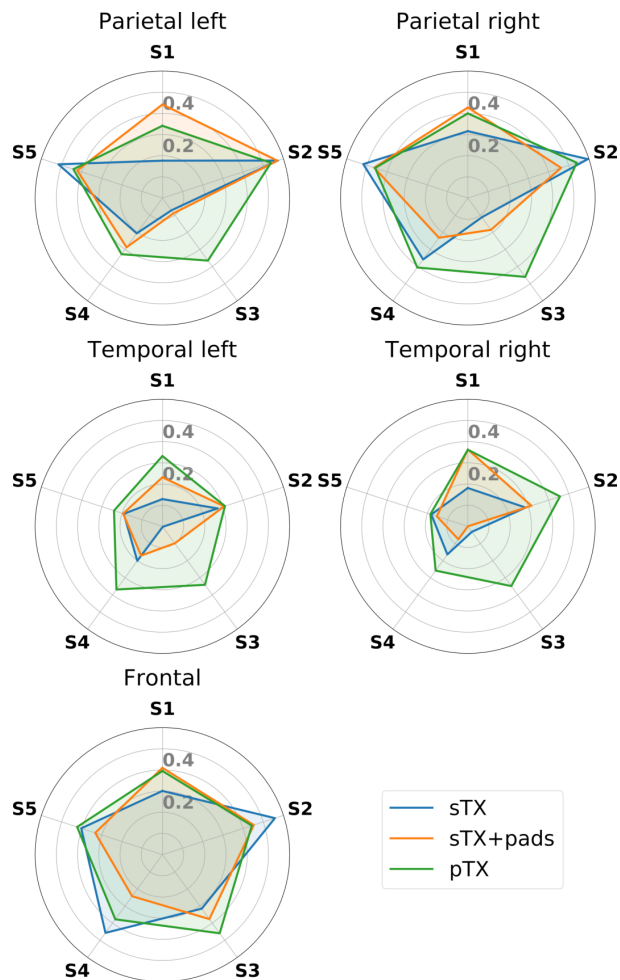 Parietal left
S1
0.4
0.2
S5
S2
S4
S3
Parietal right
S1
0.4
0.2
S5
S2
S4
S3
Temporal left
S1
0.4
0.2
S5
S2
S4
S3
Temporal right
S1
0.4
0.2
S5
S2
S4
S3
Frontal
S1
0.4
0.2
S5
S2
S4
S3
sTX
sTX+pads
pTX